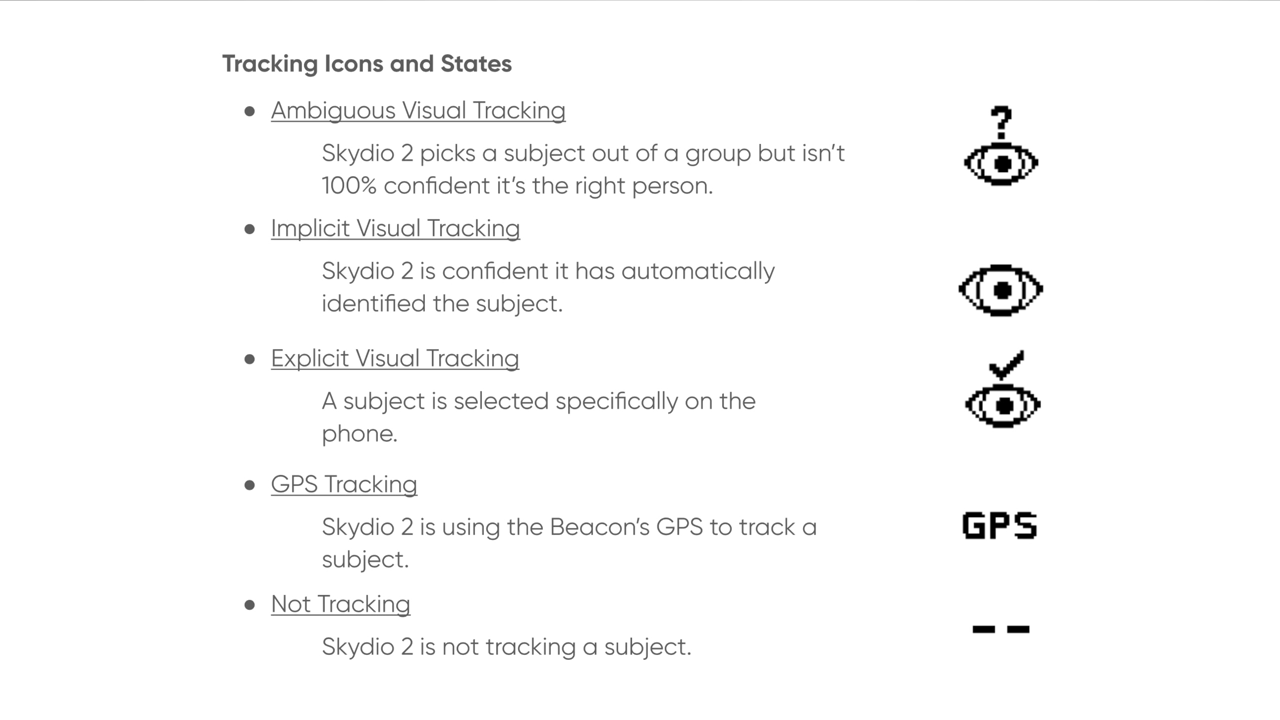 Tracking Icons and States
• Ambiguous Visual Tracking
Skydio 2 picks a subject out of a group but isn’t
100% confident it’s the right person.
?
• Implicit Visual Tracking
Skydio 2 is confident it has automatically
identified the subject.
• Explicit Visual Tracking
A subject is selected specifically on the
phone.
• GPS Tracking
Skydio 2 is using the Beacon’s GPS to track a
subject.
GPS
• Not Tracking
Skydio 2 is not tracking a subject.
– –